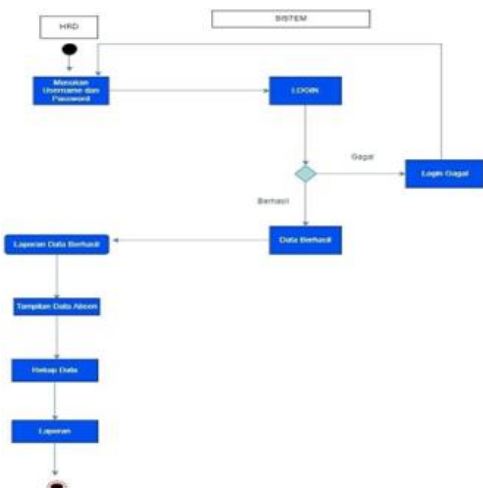 HRD
SISTEM
Masukan
Username dan
Password
LOGIN
Gagal
Login Gagal
Berhasil
Laporan Data Berhasil
Data Berhasil
Tampilan Data Absen
Rekap Data
Laporan